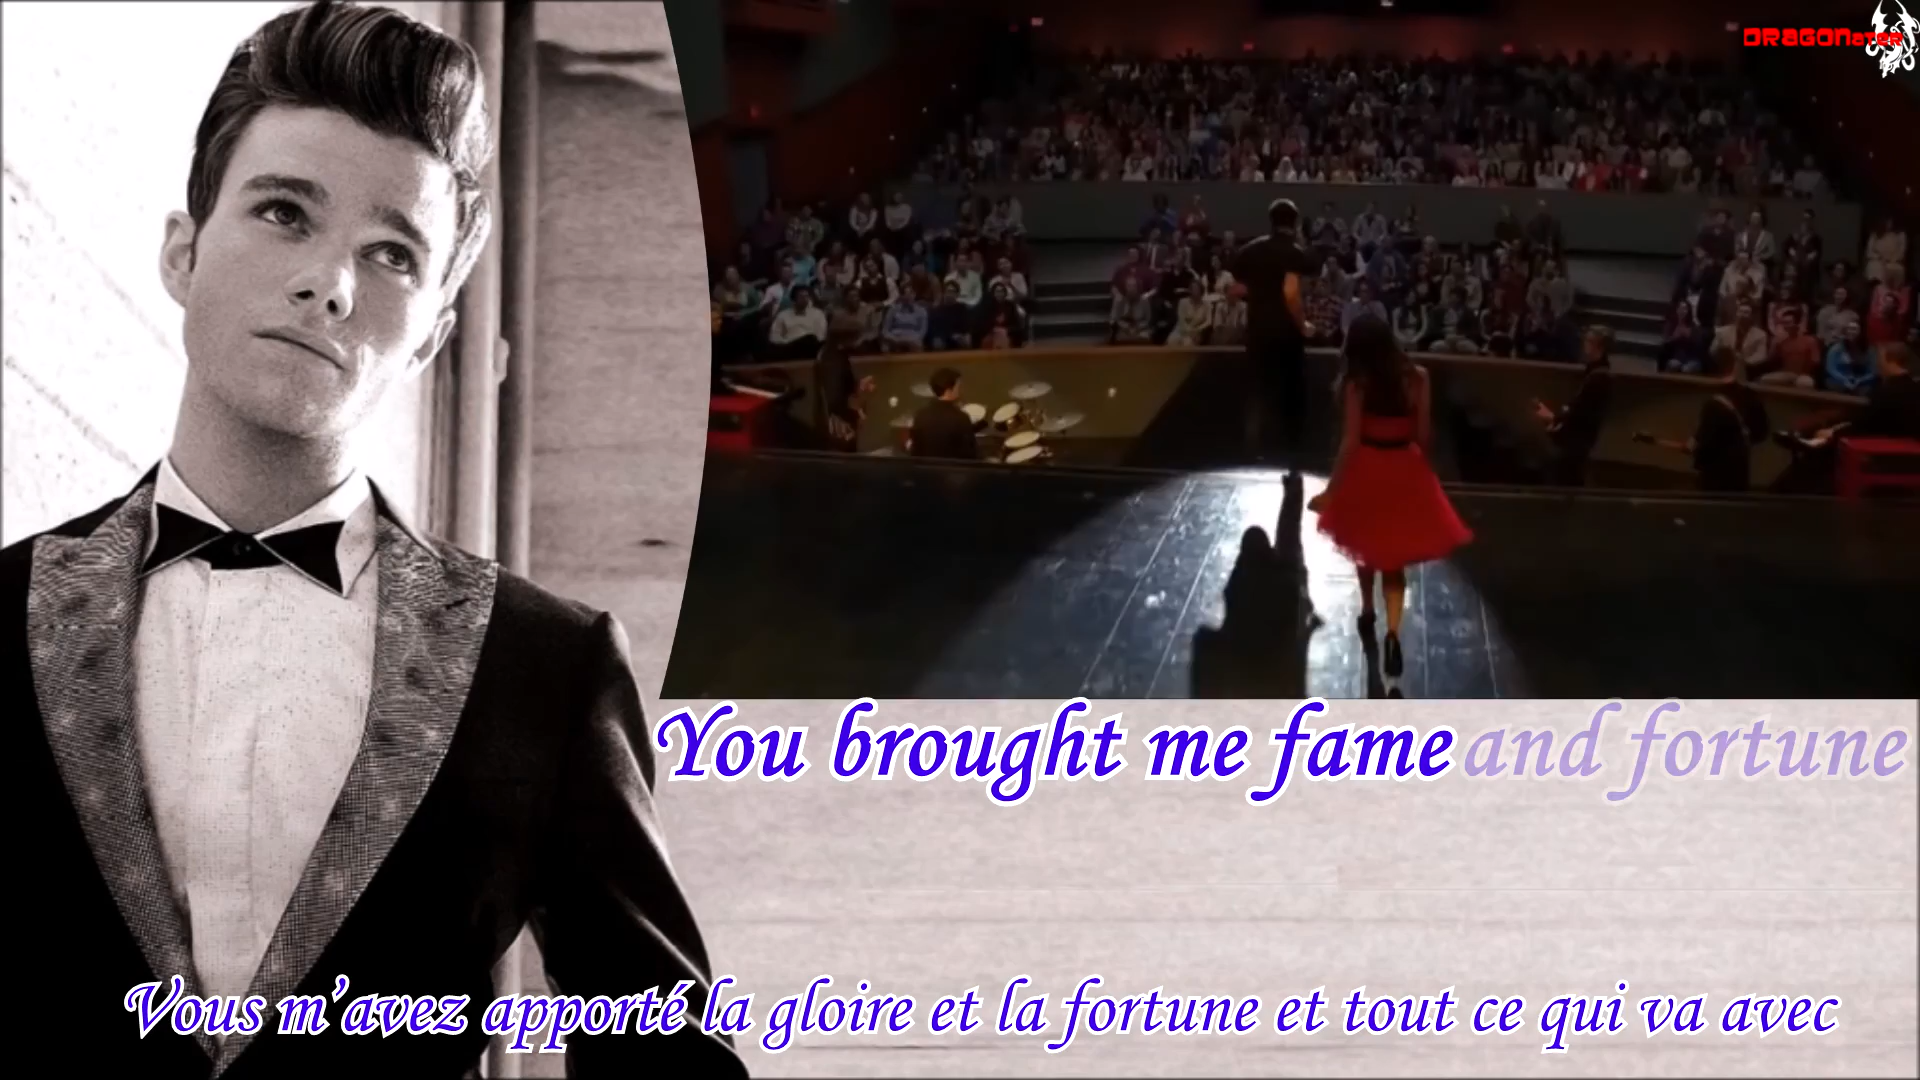 DRAGONATER
You brought me fame and fortune
Vous m'avez apporté la gloire et la fortune et tout ce qui va avec